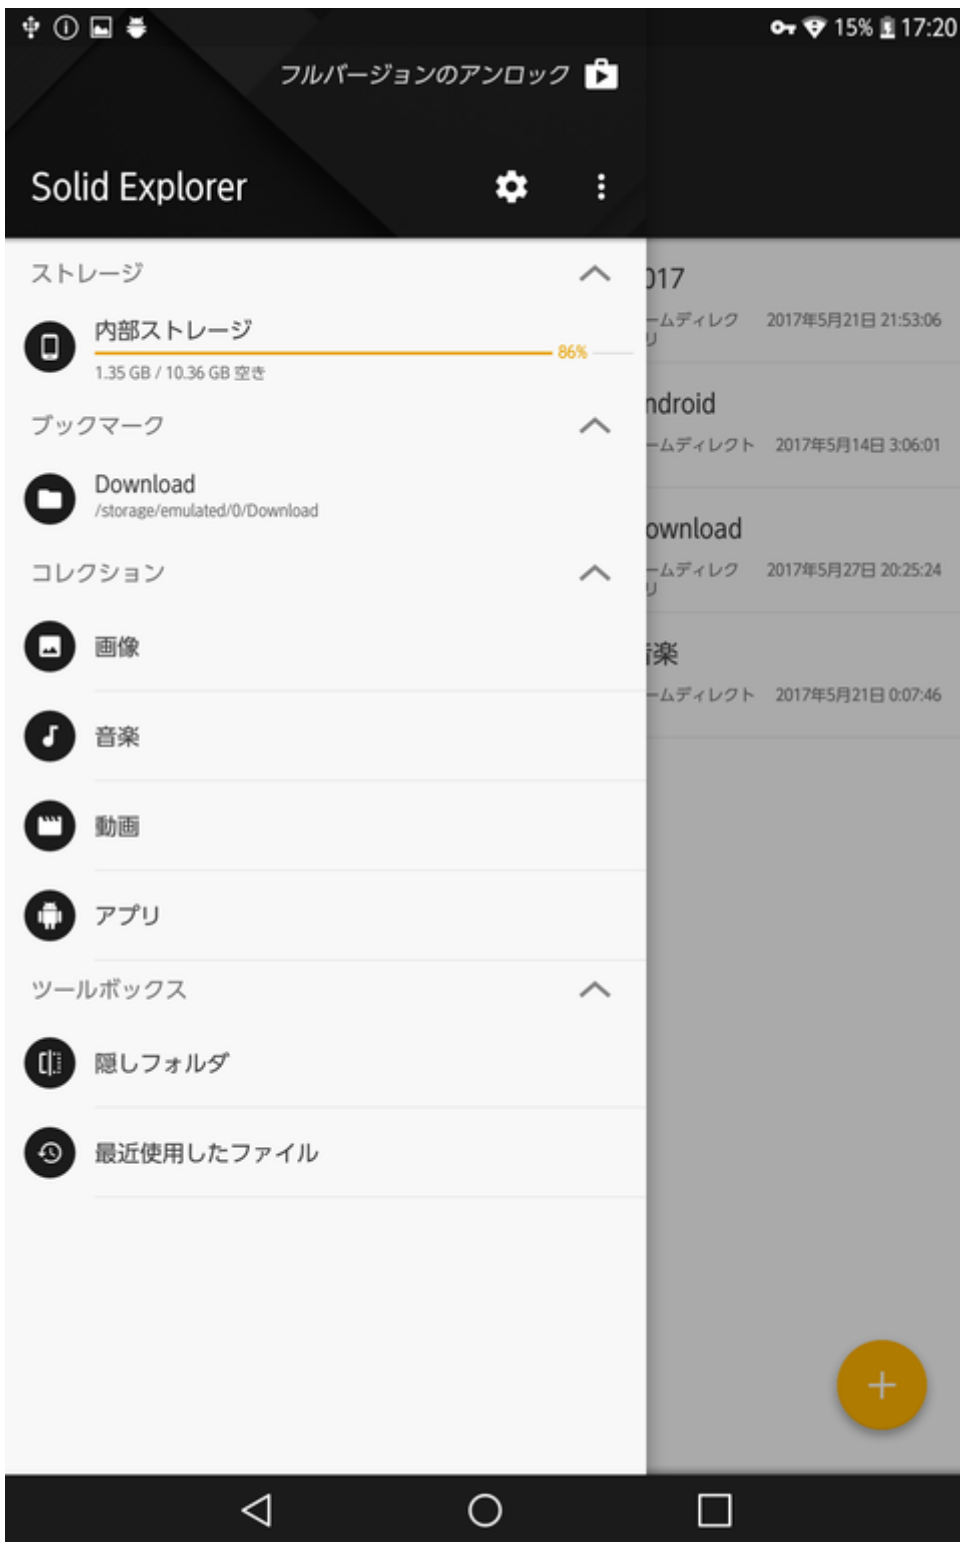 15% 17:20
フルバージョンのアンロック
Solid Explorer
ストレージ
内部ストレージ
86%
1.35 GB / 10.36 GB 空き
ブックマーク
Download
/storage/emulated/0/Download
コレクション
画像
音楽
動画
アプリ
ツールボックス
隠しフォルダ
最近使用したファイル
017
ームディレク
リ
2017年5月21日 21:53:06
ndroid
ームディレクト 2017年5月14日 3:06:01
ownload
ームディレク
リ
2017年5月27日 20:25:24
楽
ームディレクト 2017年5月21日 0:07:46